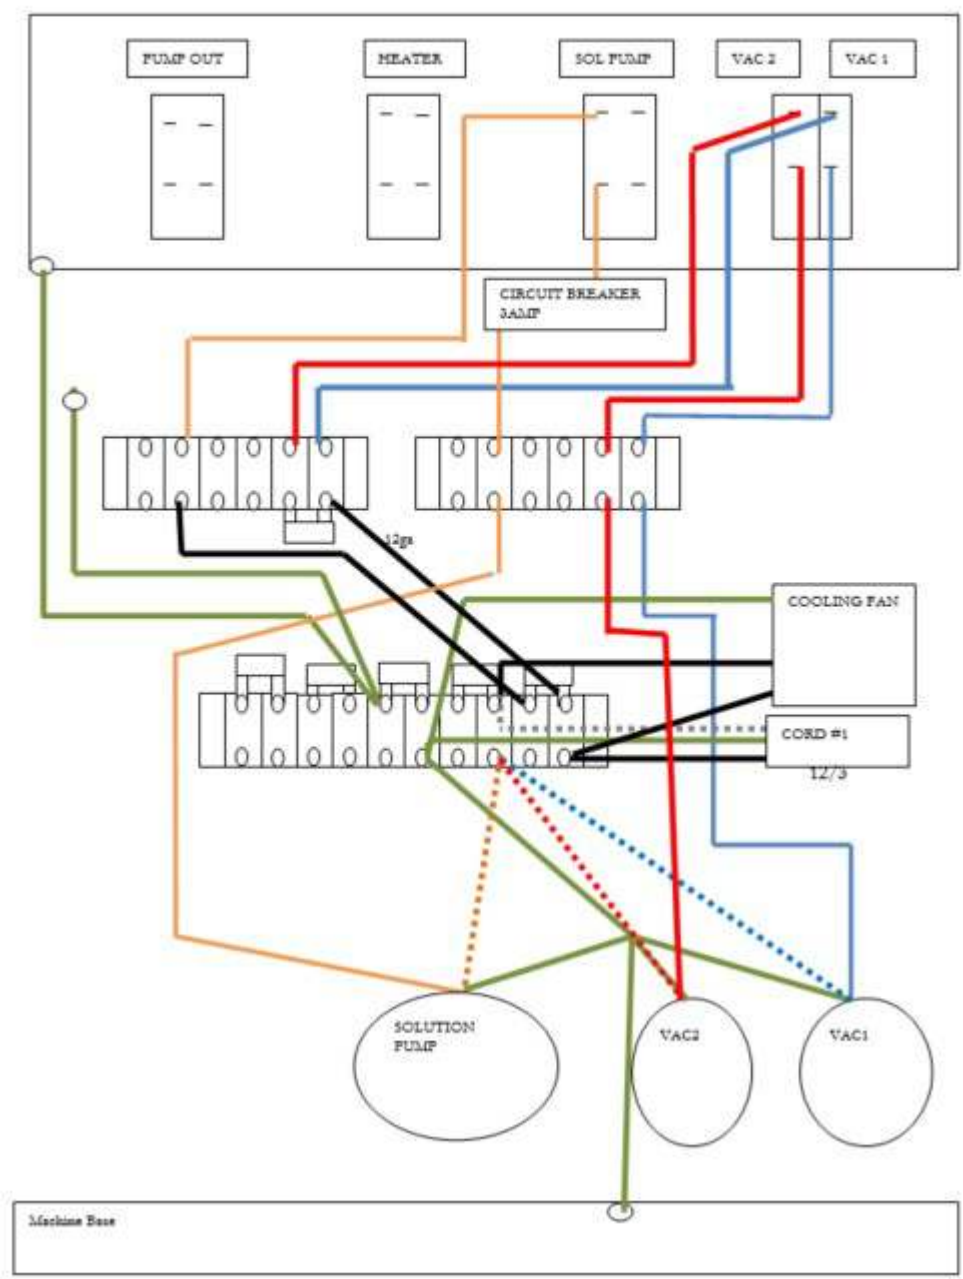 PUMP OUT
HEATER
SOL PUMP
VAC 2
VAC 1
CIRCUIT BREAKER
3AMP
12ga
COOLING FAN
CORD #1
12/3
SOLUTION
PUMP
VAC2
VAC1
Machine Base